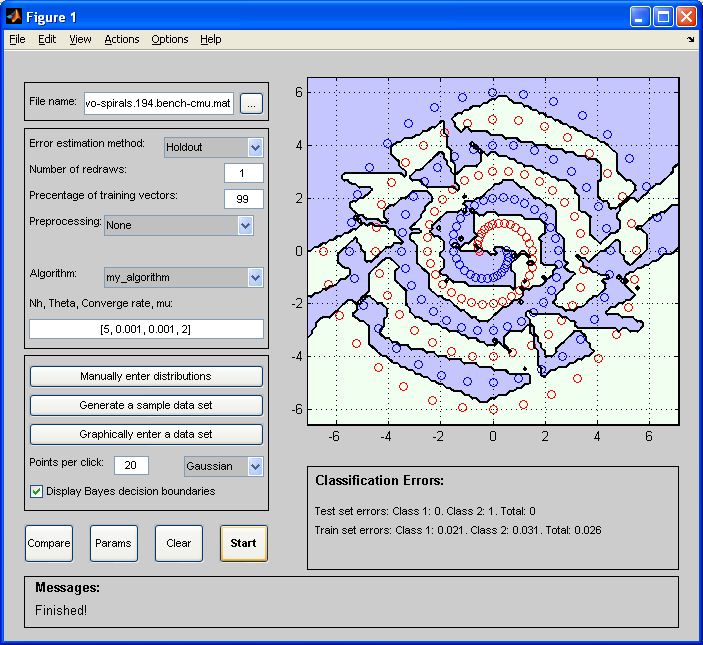 Figure 1
File Edit View Actions Options Help
File name: vo-spirals.194.bench-cmu.mat ...
Error estimation method: Holdout
Number of redraws: 1
Precentage of training vectors: 99
Preprocessing: None
Algorithm: my_algorithm
Nh, Theta, Converge rate, mu:
[5, 0.001, 0.001, 2]
Manually enter distributions
Generate a sample data set
Graphically enter a data set
Points per click: 20 Gaussian
Display Bayes decision boundaries
Compare Params Clear Start
6
4
2
0
-2
-4
-6
-6 -4 -2 0 2 4 6
Classification Errors:
Test set errors: Class 1: 0. Class 2: 1. Total: 0
Train set errors: Class 1: 0.021. Class 2: 0.031. Total: 0.026
Messages:
Finished!